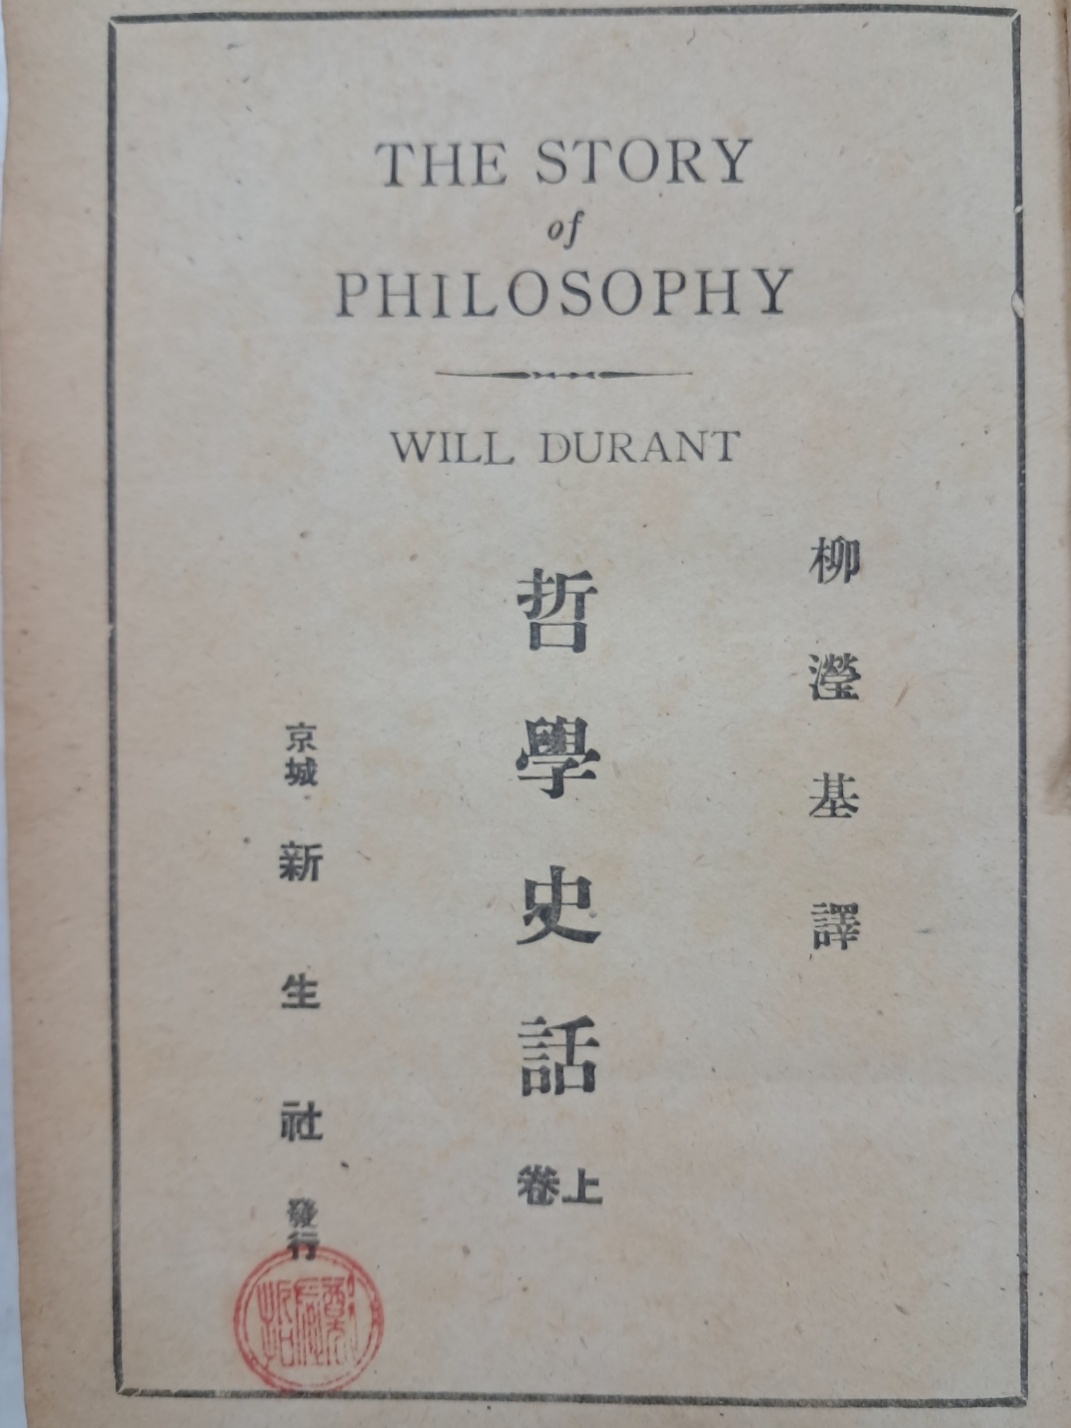 THE STORY
of
PHILOSOPHY
WILL DURANT
柳瀅基譯
哲學史話
上卷
京城 新生社 發行